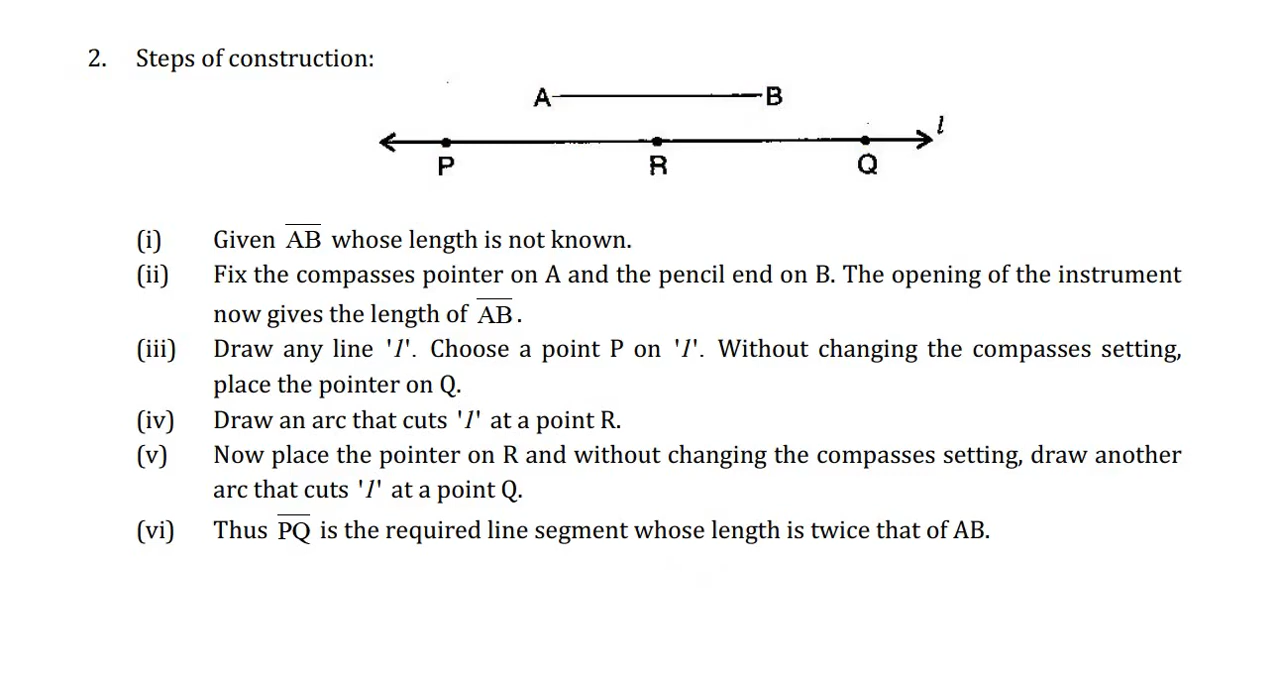 2. Steps of construction:
A B
l
P R Q
(i) Given AB whose length is not known.
(ii) Fix the compasses pointer on A and the pencil end on B. The opening of the instrument
now gives the length of AB.
(iii) Draw any line 'l'. Choose a point P on 'l'. Without changing the compasses setting,
place the pointer on Q.
(iv) Draw an arc that cuts 'l' at a point R.
(v) Now place the pointer on R and without changing the compasses setting, draw another
arc that cuts 'l' at a point Q.
(vi) Thus PQ is the required line segment whose length is twice that of AB.